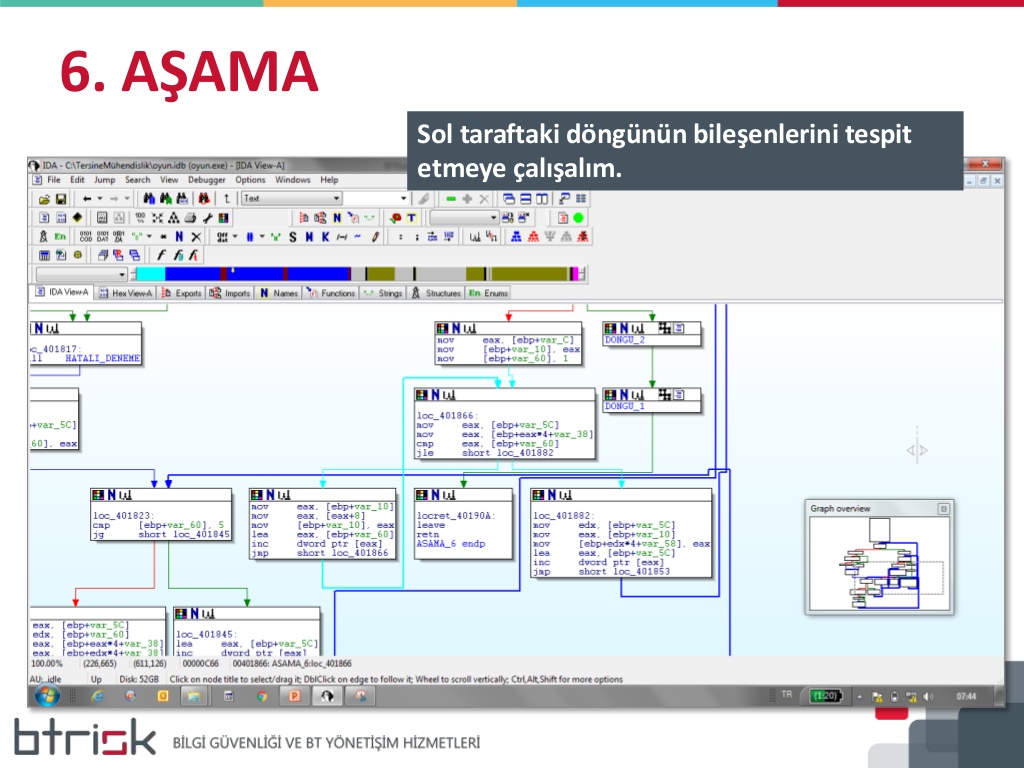 6. AŞAMA
Sol taraftaki döngünün bileşenlerini tespit
etmeye çalışalım.
IDA - C:\TersineMühendislik\oyun.idb (oyun.exe) - [IDA View-A]
File Edit Jump Search View Debugger Options Windows Help
Text
IDA View-A Hex View-A Exports Imports Names Functions Strings Structures Enums
oc_401817:
ll HATALI_DENEME
+var_5C]
60], eax
mov eax, [ebp+var_C]
mov [ebp+var_10], eax
mov [ebp+var_60], 1
DONGU_2
DONGU_1
loc_401866:
mov eax, [ebp+var_5C]
mov eax, [ebp+eax*4+var_38]
cmp eax, [ebp+var_60]
jle short loc_401882
loc_401823:
cmp [ebp+var_60], 5
jg short loc_401845
mov eax, [ebp+var_10]
mov eax, [eax+8]
mov [ebp+var_10], eax
lea eax, [ebp+var_60]
inc dword ptr [eax]
jmp short loc_401866
locret_40190A:
leave
retn
ASAMA_6 endp
loc_401882:
mov edx, [ebp+var_5C]
mov eax, [ebp+var_10]
mov [ebp+edx*4+var_58], eax
lea eax, [ebp+var_5C]
inc dword ptr [eax]
jmp short loc_401853
Graph overview
eax, [ebp+var_5C]
edx, [ebp+var_60]
eax, [ebp+eax*4+var_38]
eax, [ebp+edx*4+var_38]
loc_401845:
lea eax, [ebp+var_5C]
inc dword ptr [eax]
100.00% (226,665) (611,126) 00000C66 00401866: ASAMA_6:loc_401866
AU: idle Up Disk: 52GB Click on node title to select/drag it; DblClick on edge to follow it; Wheel to scroll vertically; Ctrl,Alt,Shift for more options
TR (1:20) 07:44
btrisk BİLGİ GÜVENLİĞİ VE BT YÖNETİŞİM HİZMETLERİ